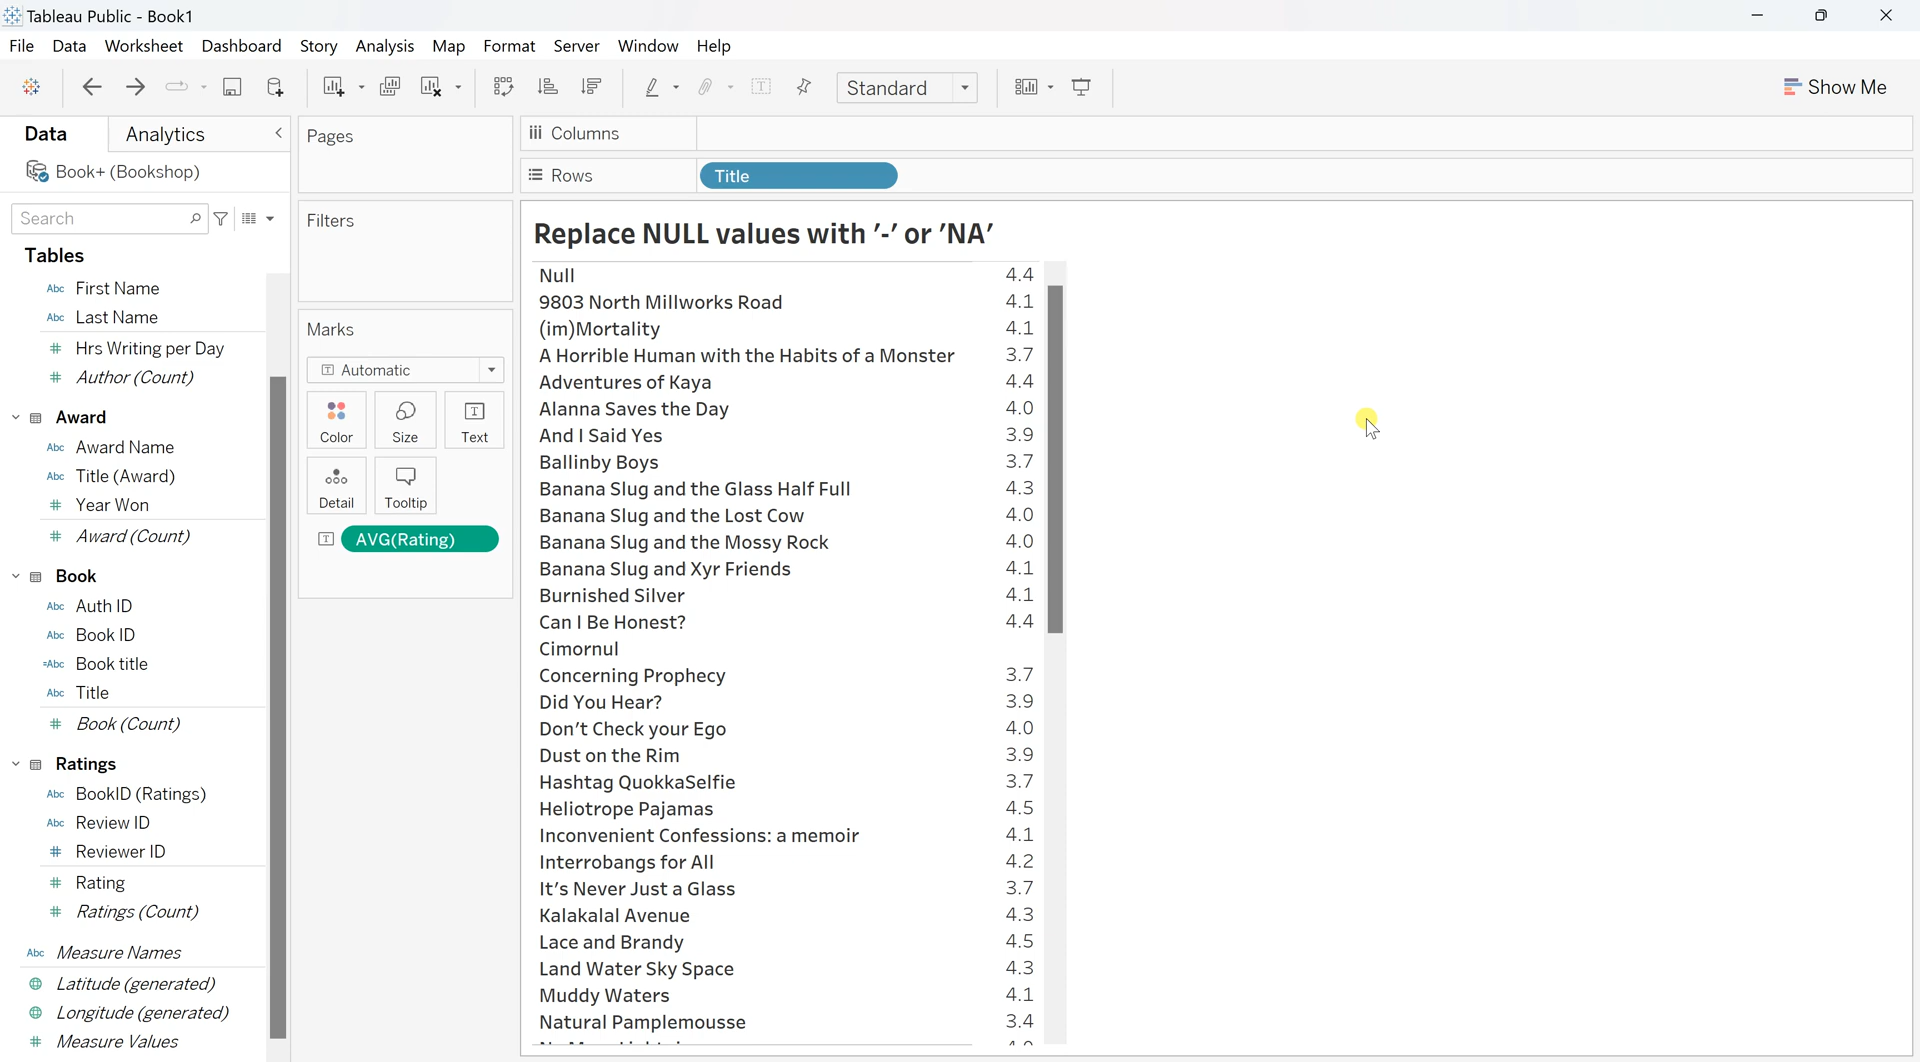 Tableau Public - Book1
File Data Worksheet Dashboard Story Analysis Map Format Server Window Help
Standard
Show Me
Data Analytics
Book+ (Bookshop)
Search
Tables
Abc First Name
Abc Last Name
# Hrs Writing per Day
# Author (Count)
Award
Abc Award Name
Abc Title (Award)
# Year Won
# Award (Count)
Book
Abc Auth ID
Abc Book ID
=Abc Book title
Abc Title
# Book (Count)
Ratings
Abc BookID (Ratings)
Abc Review ID
# Reviewer ID
# Rating
# Ratings (Count)
Abc Measure Names
Latitude (generated)
Longitude (generated)
# Measure Values
Pages
Filters
Marks
T Automatic
Color Size Text
Detail Tooltip
T AVG(Rating)
Columns
Rows Title
Replace NULL values with '-' or 'NA'
Null 4.4
9803 North Millworks Road 4.1
(im)Mortality 4.1
A Horrible Human with the Habits of a Monster 3.7
Adventures of Kaya 4.4
Alanna Saves the Day 4.0
And I Said Yes 3.9
Ballinby Boys 3.7
Banana Slug and the Glass Half Full 4.3
Banana Slug and the Lost Cow 4.0
Banana Slug and the Mossy Rock 4.0
Banana Slug and Xyr Friends 4.1
Burnished Silver 4.1
Can I Be Honest? 4.4
Cimornul
Concerning Prophecy 3.7
Did You Hear? 3.9
Don't Check your Ego 4.0
Dust on the Rim 3.9
Hashtag QuokkaSelfie 3.7
Heliotrope Pajamas 4.5
Inconvenient Confessions: a memoir 4.1
Interrobangs for All 4.2
It's Never Just a Glass 3.7
Kalakalal Avenue 4.3
Lace and Brandy 4.5
Land Water Sky Space 4.3
Muddy Waters 4.1
Natural Pamplemousse 3.4